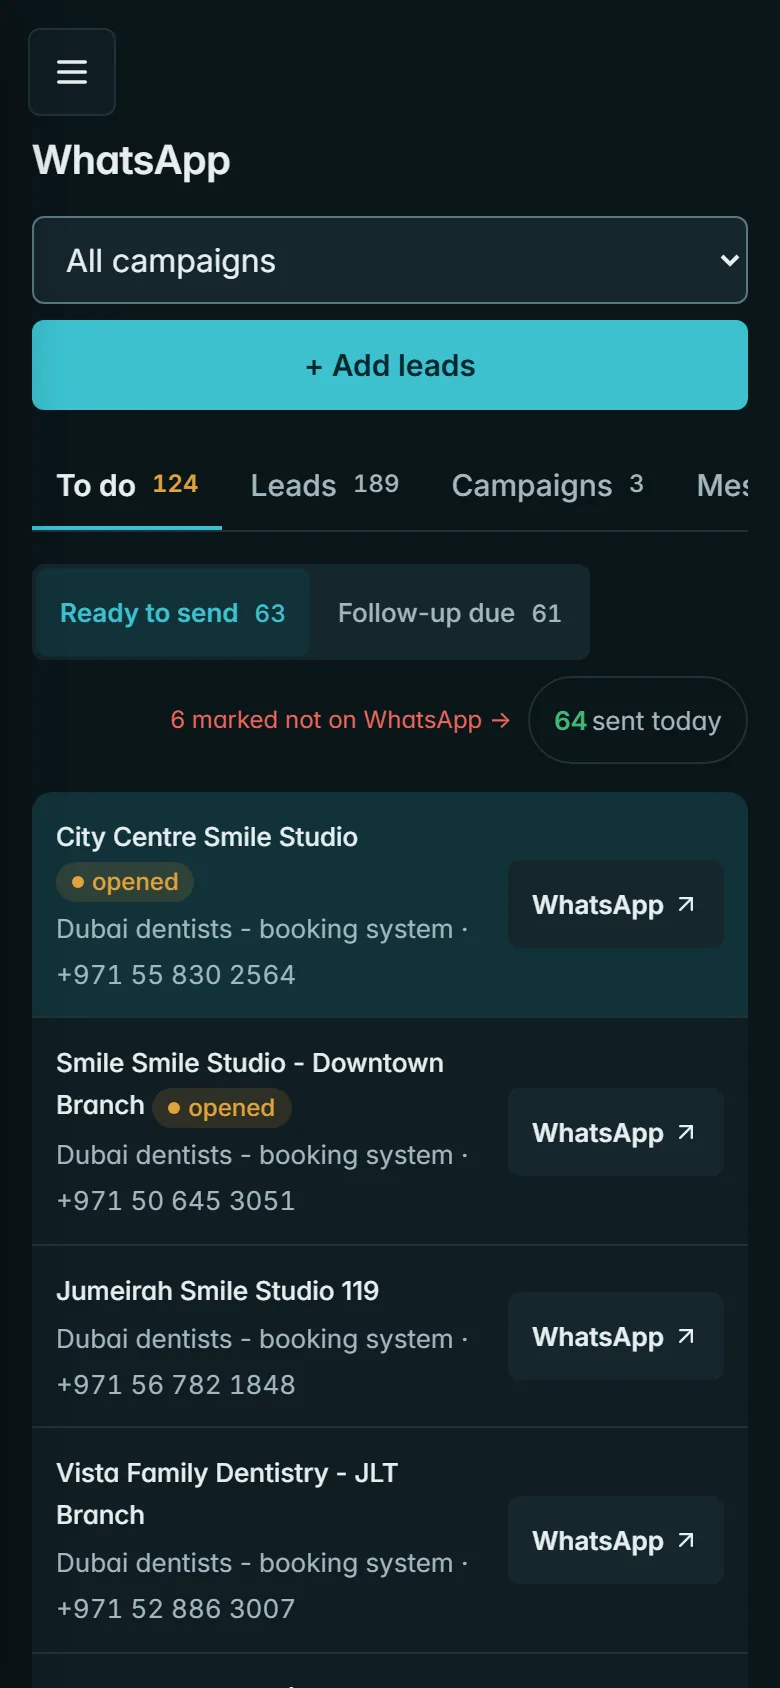 WhatsApp
All campaigns
+ Add leads
To do 124 Leads 189 Campaigns 3
Ready to send 63 Follow-up due 61
6 marked not on WhatsApp → 64 sent today
City Centre Smile Studio
opened
Dubai dentists - booking system ·
+971 55 830 2564
WhatsApp ↗
Smile Smile Studio - Downtown
Branch opened
Dubai dentists - booking system ·
+971 50 645 3051
WhatsApp ↗
Jumeirah Smile Studio 119
Dubai dentists - booking system ·
+971 56 782 1848
WhatsApp ↗
Vista Family Dentistry - JLT
Branch
Dubai dentists - booking system ·
+971 52 886 3007
WhatsApp ↗